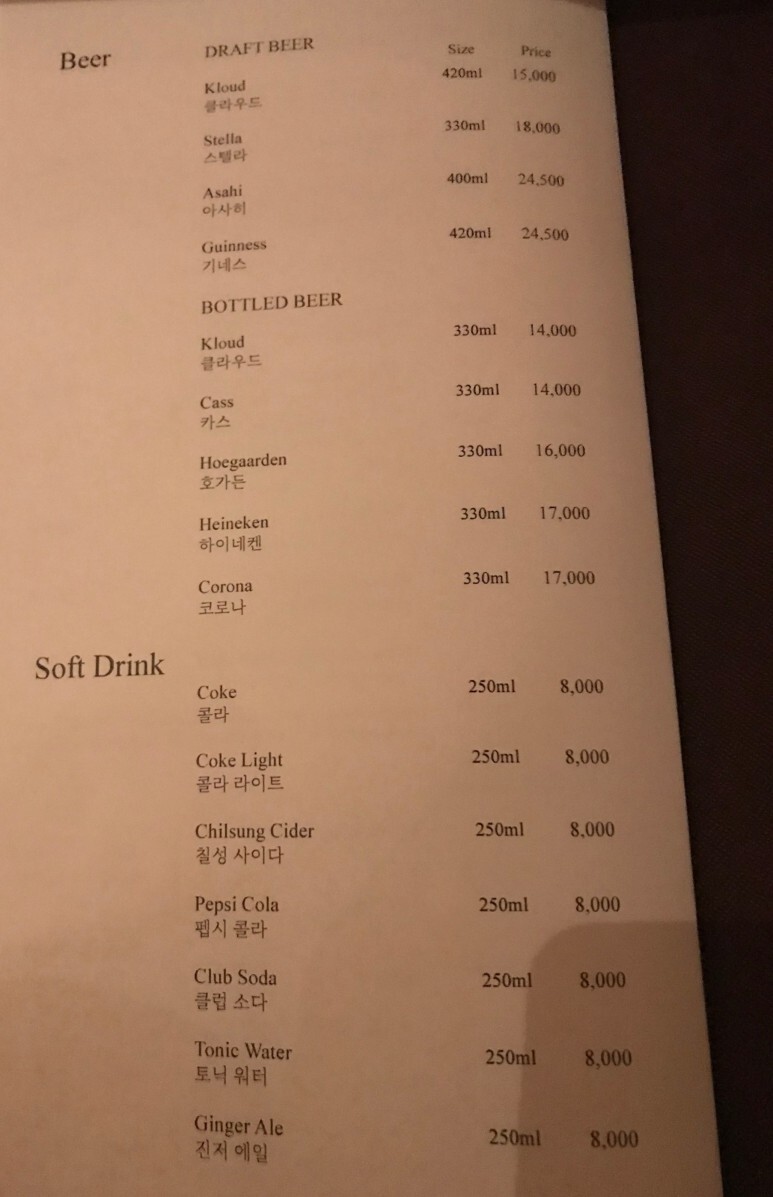 Beer DRAFT BEER Size Price
Kloud 420ml 15,000
클라우드
Stella 330ml 18,000
스텔라
Asahi 400ml 24,500
아사히
Guinness 420ml 24,500
기네스
BOTTLED BEER
Kloud 330ml 14,000
클라우드
Cass 330ml 14,000
카스
Hoegaarden 330ml 16,000
호가든
Heineken 330ml 17,000
하이네켄
Corona 330ml 17,000
코로나
Soft Drink
Coke 250ml 8,000
콜라
Coke Light 250ml 8,000
콜라 라이트
Chilsung Cider 250ml 8,000
칠성 사이다
Pepsi Cola 250ml 8,000
펩시 콜라
Club Soda 250ml 8,000
클럽 소다
Tonic Water 250ml 8,000
토닉 워터
Ginger Ale 250ml 8,000
진저 에일